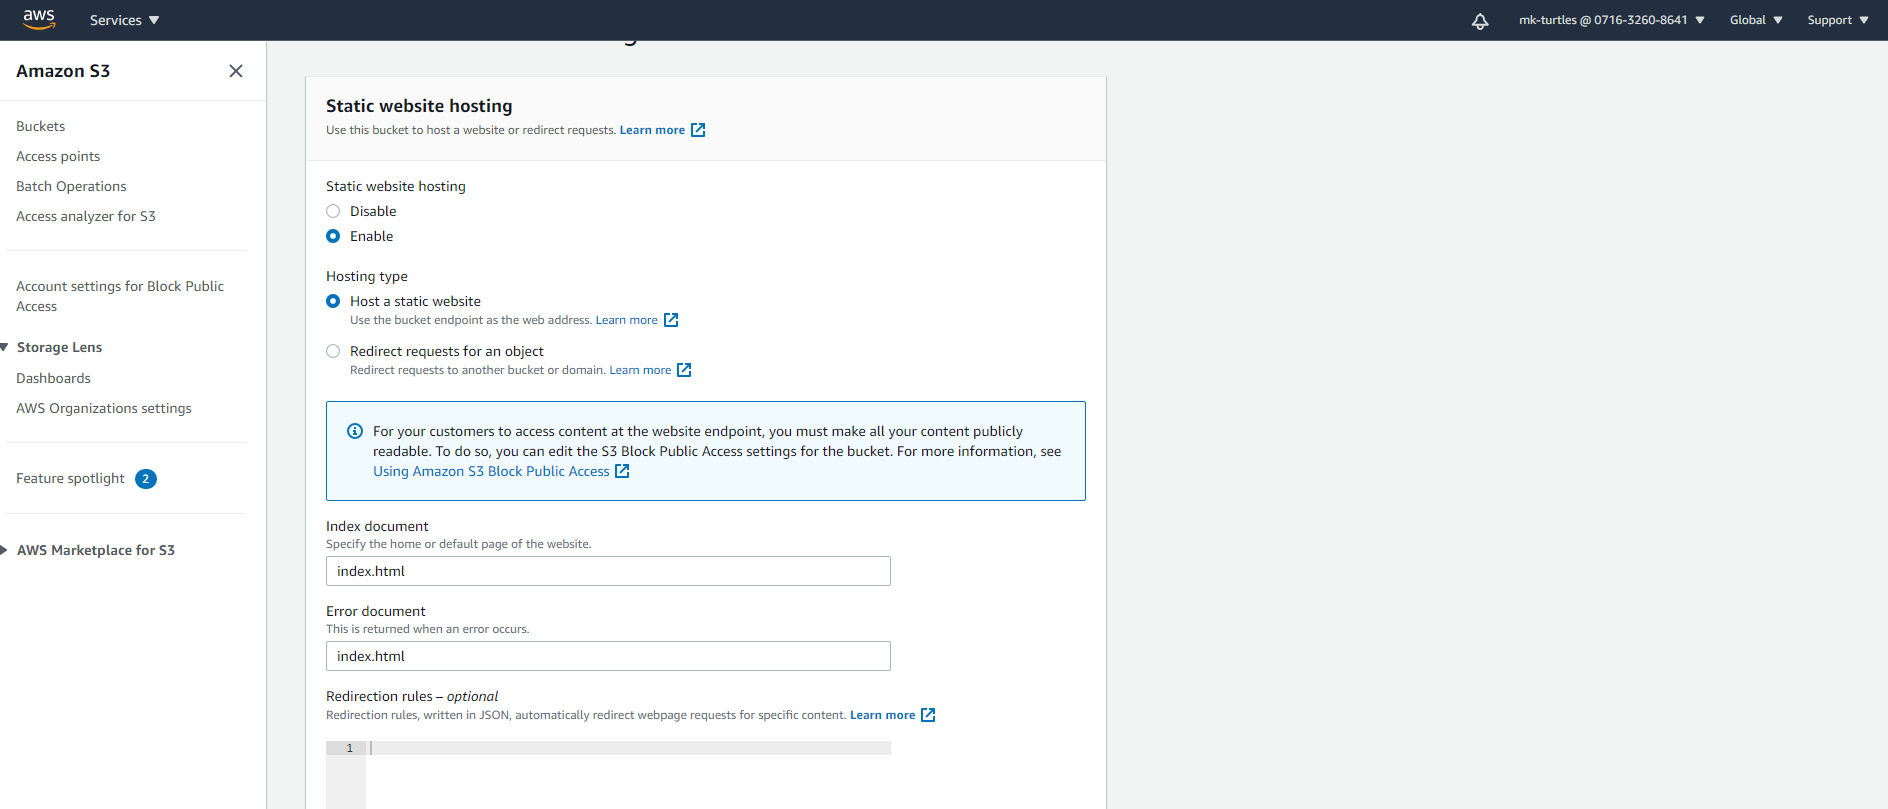 aws
Services
mk-turtles @ 0716-3260-8641
Global
Support
Amazon S3
Buckets
Access points
Batch Operations
Access analyzer for S3
Account settings for Block Public
Access
Storage Lens
Dashboards
AWS Organizations settings
Feature spotlight 2
AWS Marketplace for S3
Static website hosting
Use this bucket to host a website or redirect requests. Learn more
Static website hosting
Disable
Enable
Hosting type
Host a static website
Use the bucket endpoint as the web address. Learn more
Redirect requests for an object
Redirect requests to another bucket or domain. Learn more
For your customers to access content at the website endpoint, you must make all your content publicly
readable. To do so, you can edit the S3 Block Public Access settings for the bucket. For more information, see
Using Amazon S3 Block Public Access
Index document
Specify the home or default page of the website.
index.html
Error document
This is returned when an error occurs.
index.html
Redirection rules – optional
Redirection rules, written in JSON, automatically redirect webpage requests for specific content. Learn more
1